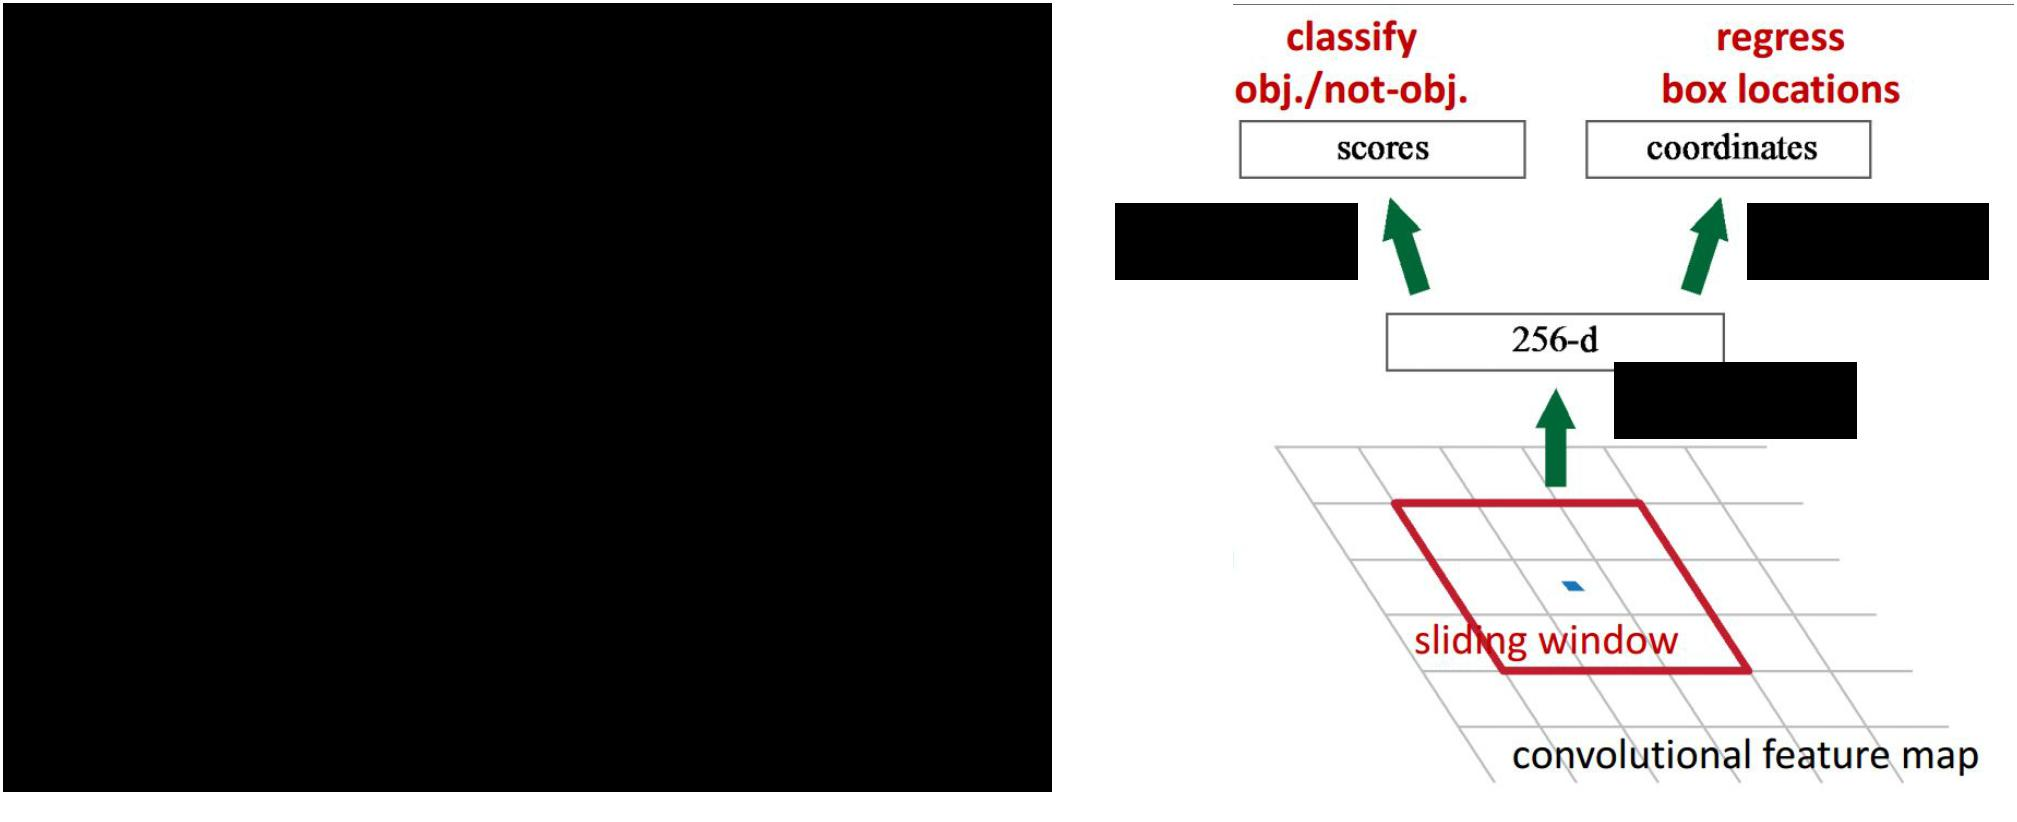 classify
obj./not-obj.
regress
box locations
scores
coordinates
256-d
sliding window
convolutional feature map